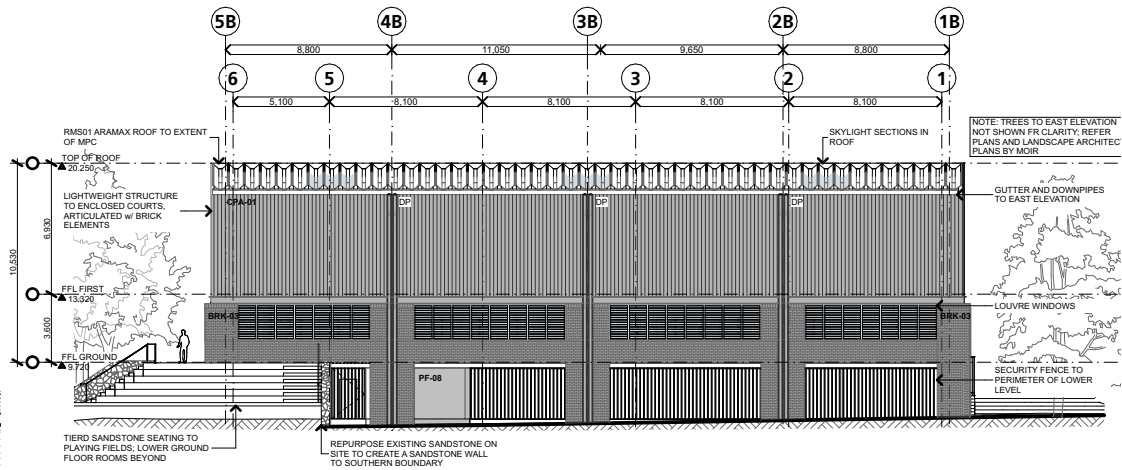 5B 4B 3B 2B 1B
8,800 11,050 9,650 8,800
6 5 4 3 2 1
5,100 8,100 8,100 8,100 8,100
RMS01 ARAMAX ROOF TO EXTENT
OF MPC
SKYLIGHT SECTIONS IN
ROOF
NOTE: TREES TO EAST ELEVATION
NOT SHOWN FR CLARITY; REFER
PLANS AND LANDSCAPE ARCHITECT
PLANS BY MOIR
TOP OF ROOF
20.250
LIGHTWEIGHT STRUCTURE
TO ENCLOSED COURTS,
ARTICULATED w/ BRICK
ELEMENTS
CPA-01
DP
DP
DP
GUTTER AND DOWNPIPES
TO EAST ELEVATION
10,530
6,930
3,600
FFL FIRST
13.320
LOUVRE WINDOWS
BRK-03
BRK-03
FFL GROUND
9.720
PF-08
SECURITY FENCE TO
PERIMETER OF LOWER
LEVEL
TIERD SANDSTONE SEATING TO
PLAYING FIELDS; LOWER GROUND
FLOOR ROOMS BEYOND
REPURPOSE EXISTING SANDSTONE ON
SITE TO CREATE A SANDSTONE WALL
TO SOUTHERN BOUNDARY